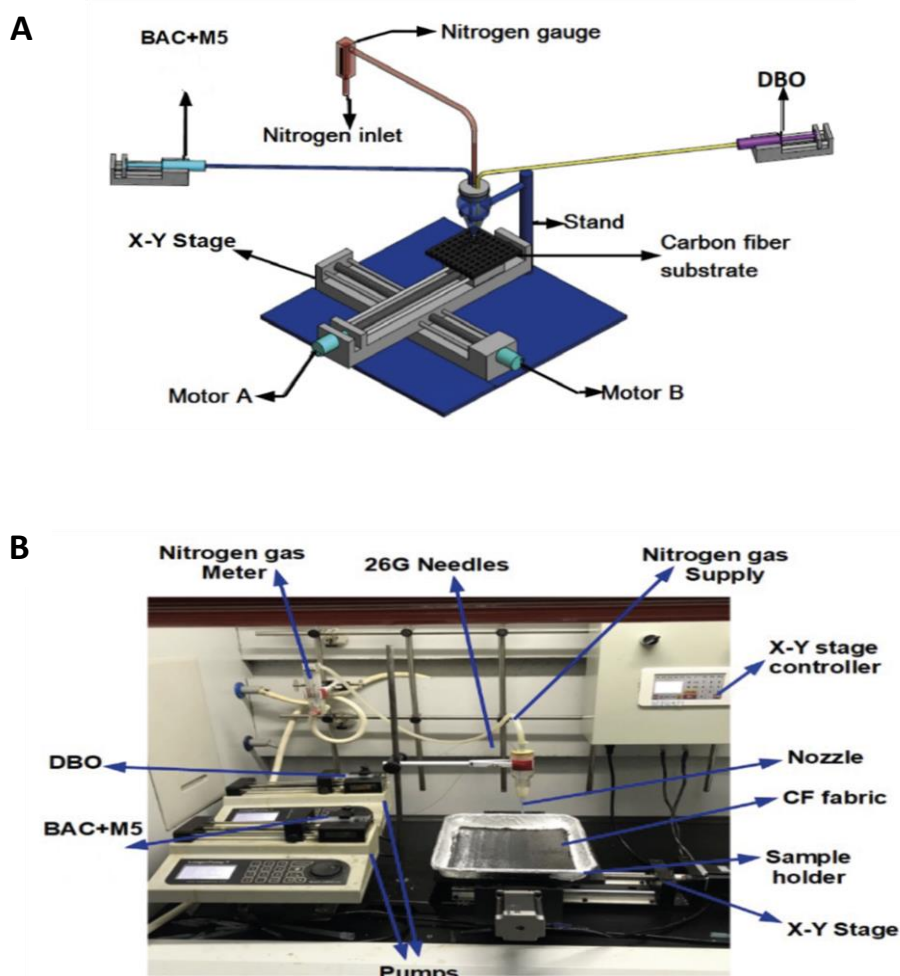 A
BAC+M5
Nitrogen gauge
DBO
Nitrogen inlet
Stand
X-Y Stage
Carbon fiber
substrate
Motor A
Motor B
B
Nitrogen gas
Meter
26G Needles
Nitrogen gas
Supply
X-Y stage
controller
DBO
Nozzle
CF fabric
BAC+M5
Sample
holder
X-Y Stage
Pumps